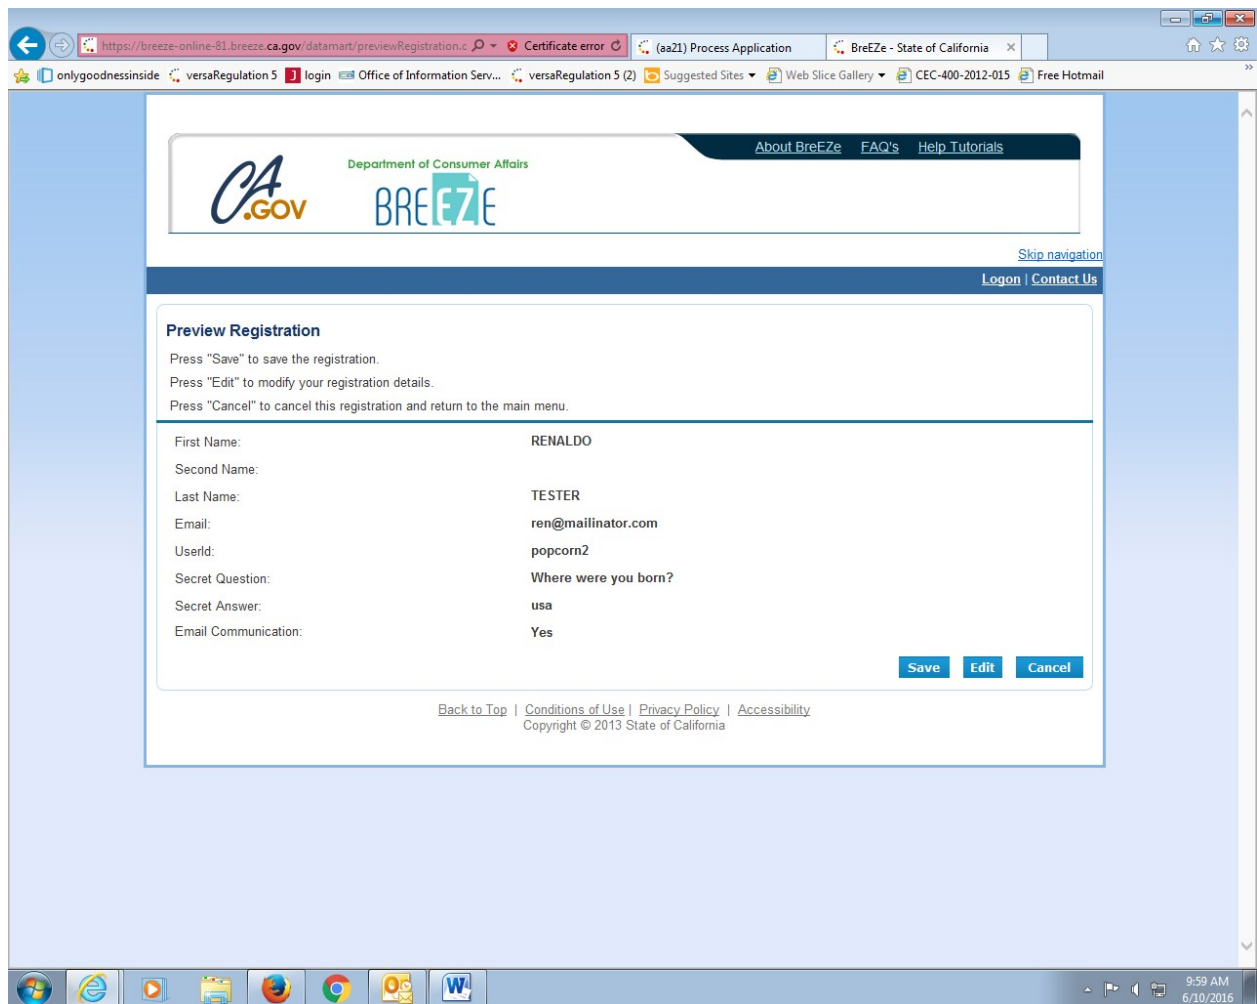 https://breeze-online-81.breeze.ca.gov/datamart/previewRegistration.c Certificate error (aa21) Process Application BreEZe - State of California
onlygoodnessinside versaRegulation 5 login Office of Information Serv... versaRegulation 5 (2) Suggested Sites Web Slice Gallery CEC-400-2012-015 Free Hotmail
About BreEZe FAQ's Help Tutorials
CA.GOV
Department of Consumer Affairs
BREEZE
Skip navigation
Logon | Contact Us
Preview Registration
Press "Save" to save the registration.
Press "Edit" to modify your registration details.
Press "Cancel" to cancel this registration and return to the main menu.
First Name: RENALDO
Second Name:
Last Name: TESTER
Email: ren@mailinator.com
UserId: popcorn2
Secret Question: Where were you born?
Secret Answer: usa
Email Communication: Yes
Save Edit Cancel
Back to Top | Conditions of Use | Privacy Policy | Accessibility
Copyright © 2013 State of California
9:59 AM
6/10/2016